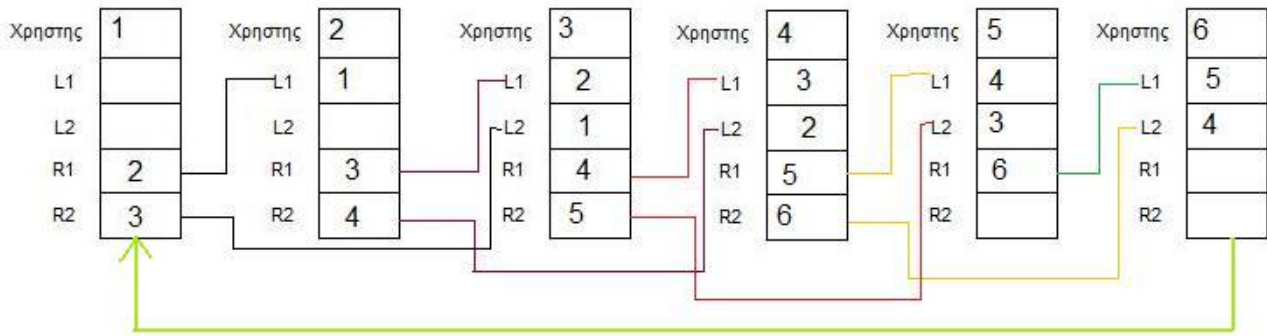 Χρηστης 1 Χρηστης 2 Χρηστης 3 Χρηστης 4 Χρηστης 5 Χρηστης 6
L1 L1 1 L1 2 L1 3 L1 4 L1 5
L2 L2 L2 1 L2 2 L2 3 L2 4
R1 2 R1 3 R1 4 R1 5 R1 6
R2 3 R2 4 R2 5 R2 6 R2